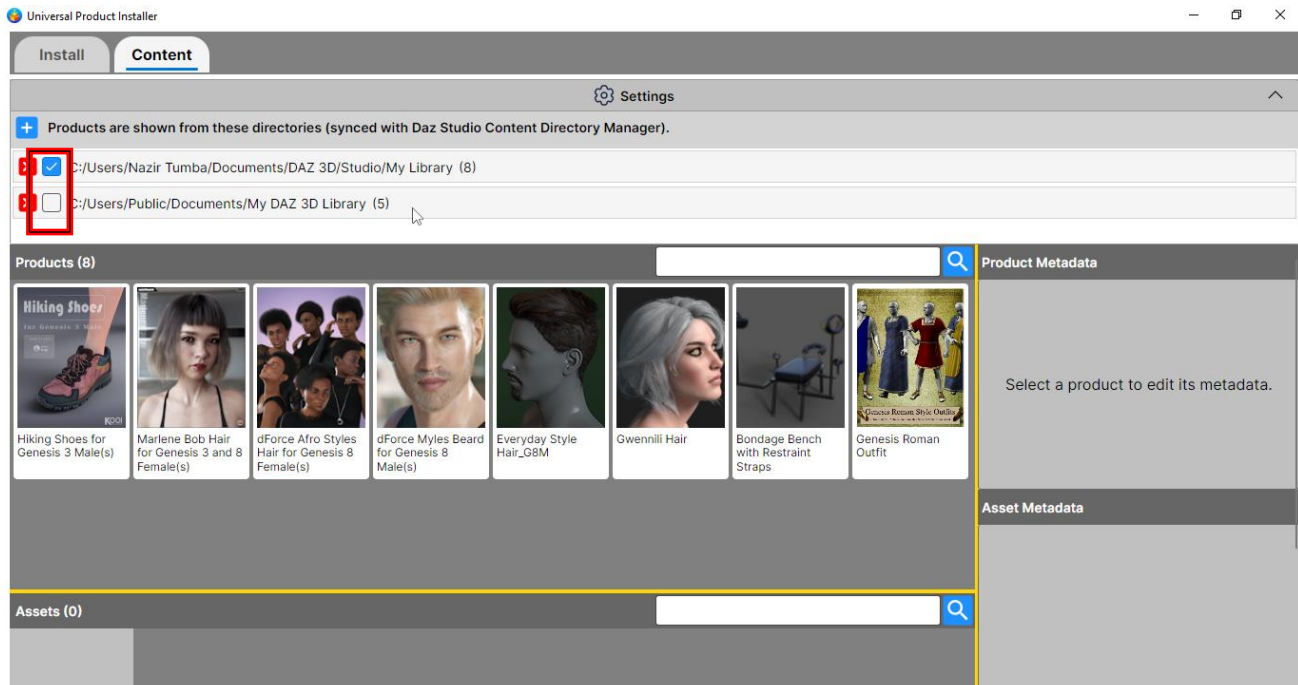 Universal Product Installer
Install
Content
Settings
Products are shown from these directories (synced with Daz Studio Content Directory Manager).
C:/Users/Nazir Tumba/Documents/DAZ 3D/Studio/My Library (8)
C:/Users/Public/Documents/My DAZ 3D Library (5)
Products (8)
Product Metadata
Hiking Shoes
for Genesis 3 Male
KOOI
Genesis Roman Style Outfits
Hiking Shoes for
Genesis 3 Male(s)
Marlene Bob Hair
for Genesis 3 and 8
Female(s)
dForce Afro Styles
Hair for Genesis 8
Female(s)
dForce Myles Beard
for Genesis 8
Male(s)
Everyday Style
Hair_G8M
Gwennili Hair
Bondage Bench
with Restraint
Straps
Genesis Roman
Outfit
Select a product to edit its metadata.
Asset Metadata
Assets (0)